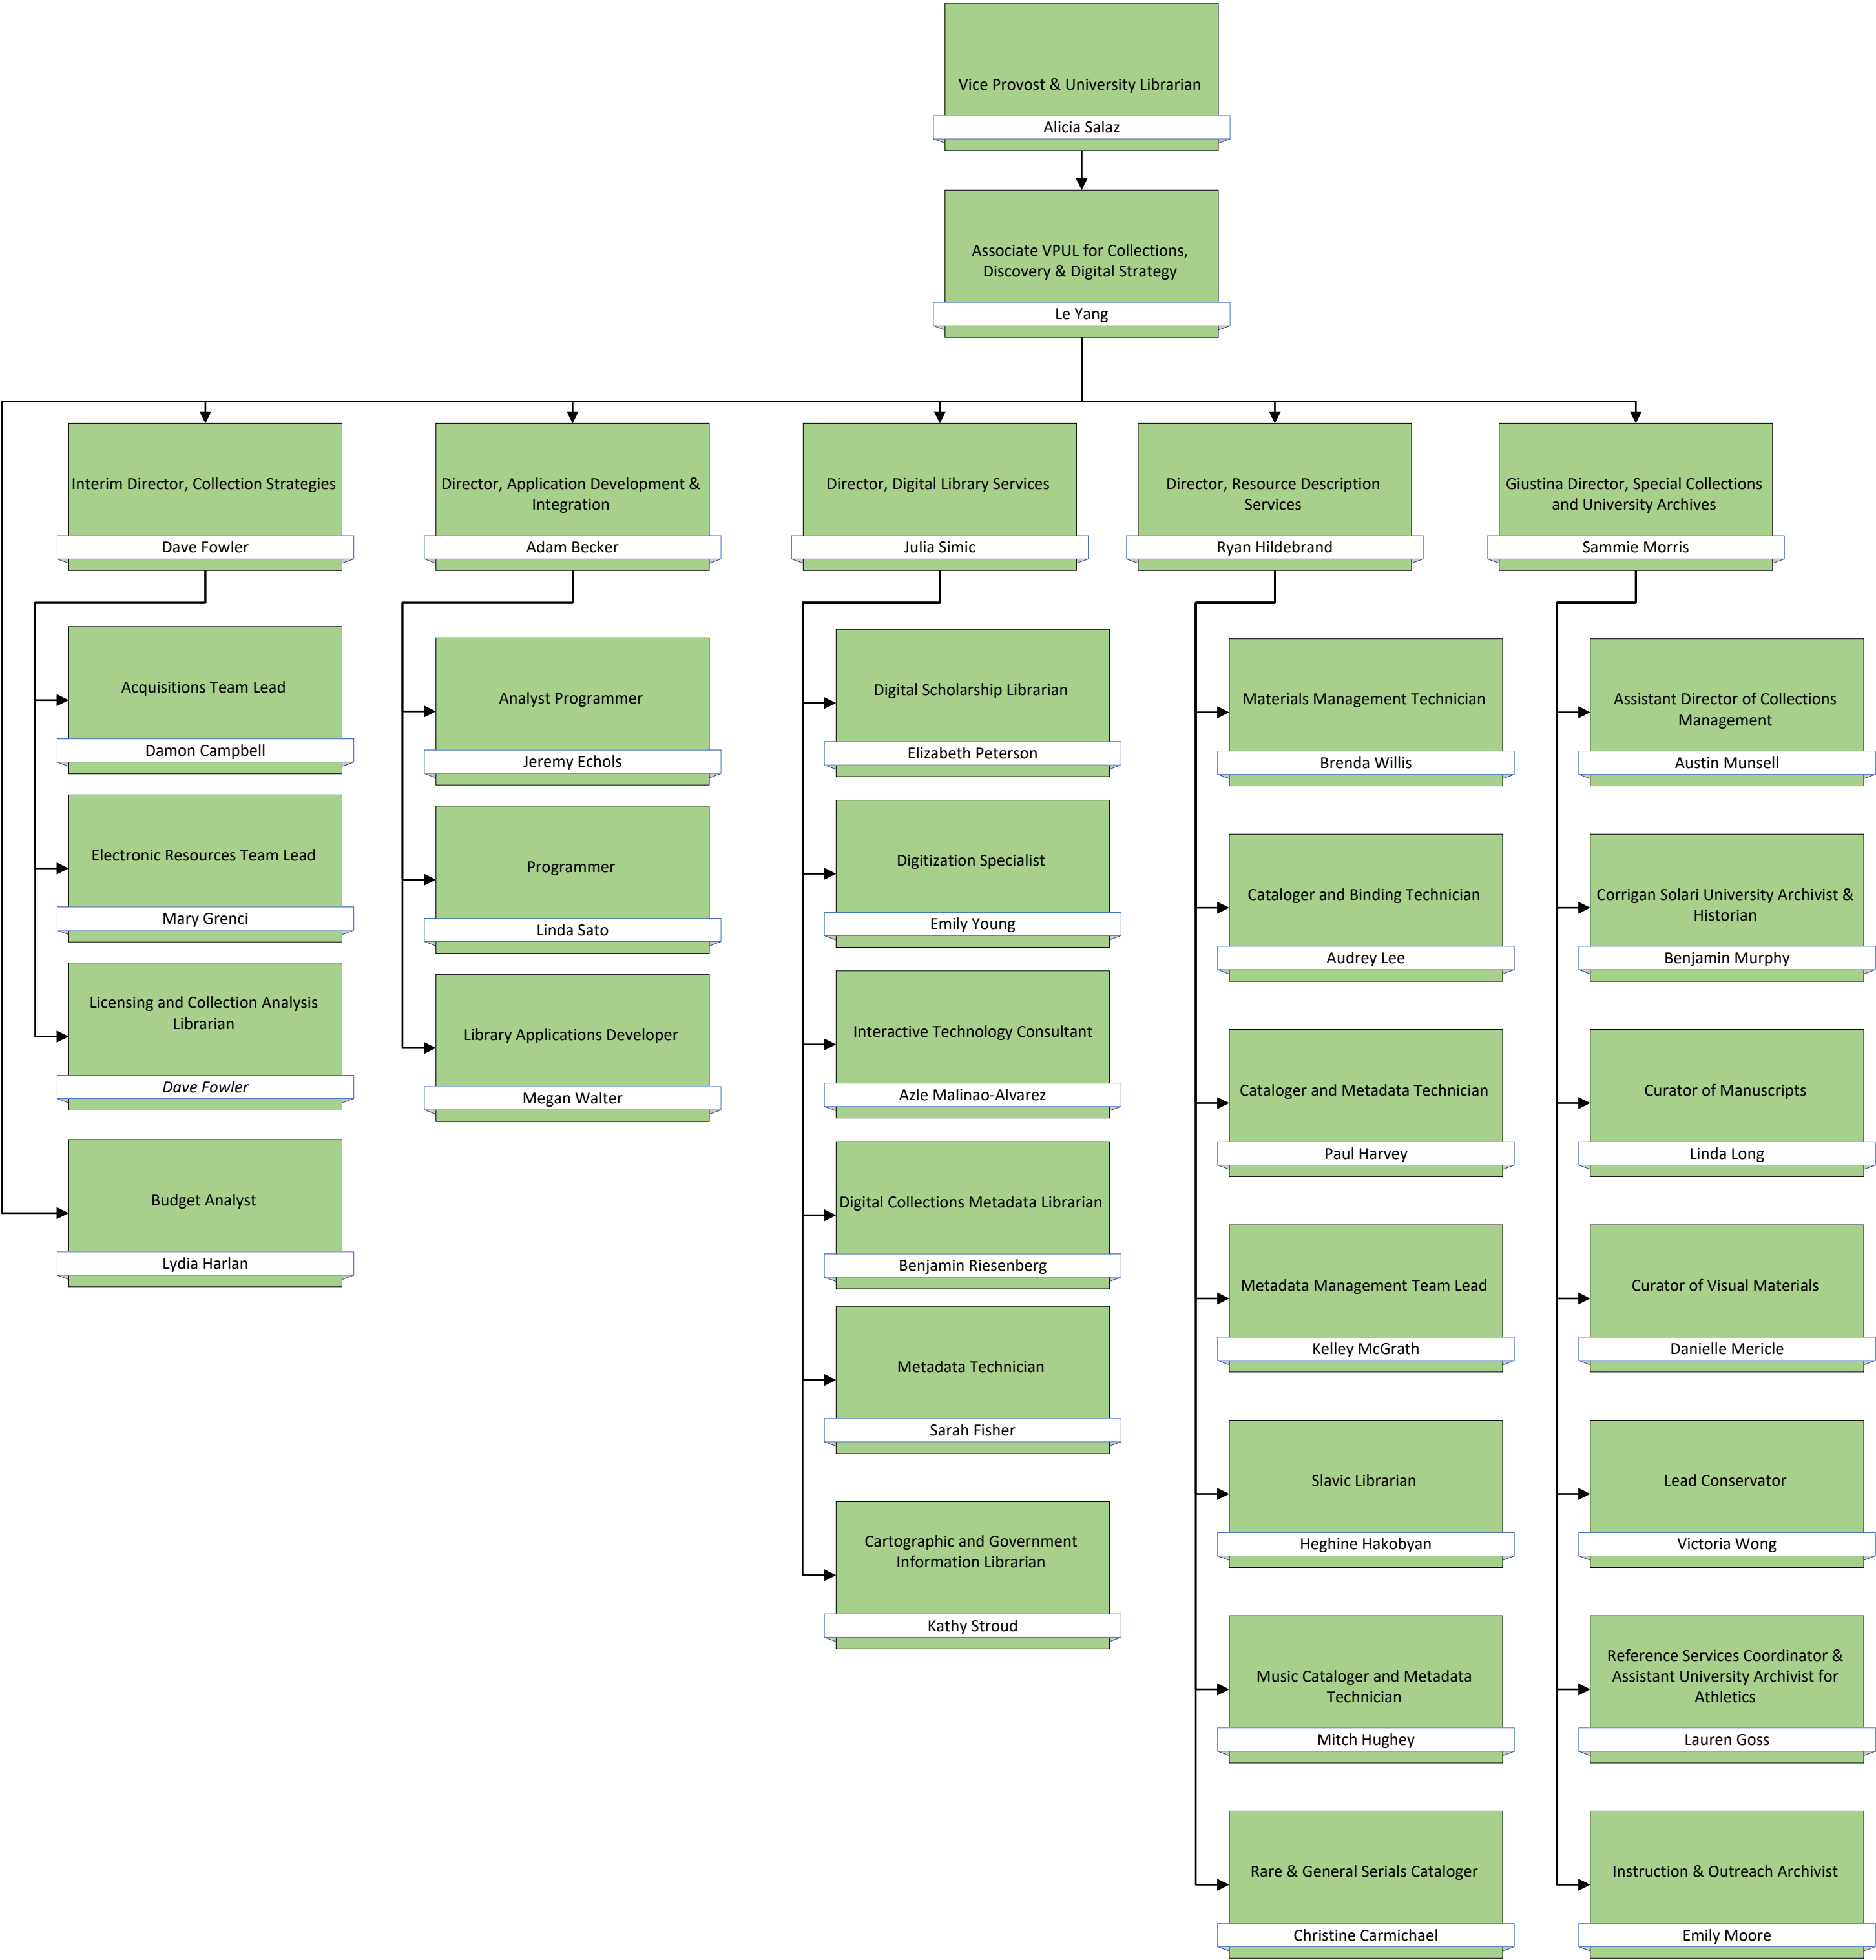 Vice Provost & University Librarian
Alicia Salaz
Associate VPUL for Collections,
Discovery & Digital Strategy
Le Yang
Interim Director, Collection Strategies
Dave Fowler
Director, Application Development &
Integration
Adam Becker
Director, Digital Library Services
Julia Simic
Director, Resource Description
Services
Ryan Hildebrand
Giustina Director, Special Collections
and University Archives
Sammie Morris
Acquisitions Team Lead
Damon Campbell
Electronic Resources Team Lead
Mary Grenci
Licensing and Collection Analysis
Librarian
Dave Fowler
Budget Analyst
Lydia Harlan
Analyst Programmer
Jeremy Echols
Programmer
Linda Sato
Library Applications Developer
Megan Walter
Digital Scholarship Librarian
Elizabeth Peterson
Digitization Specialist
Emily Young
Interactive Technology Consultant
Azle Malinao-Alvarez
Digital Collections Metadata Librarian
Benjamin Riesenberg
Metadata Technician
Sarah Fisher
Cartographic and Government
Information Librarian
Kathy Stroud
Materials Management Technician
Brenda Willis
Cataloger and Binding Technician
Audrey Lee
Cataloger and Metadata Technician
Paul Harvey
Metadata Management Team Lead
Kelley McGrath
Slavic Librarian
Heghine Hakobyan
Music Cataloger and Metadata
Technician
Mitch Hughey
Rare & General Serials Cataloger
Christine Carmichael
Assistant Director of Collections
Management
Austin Munsell
Corrigan Solari University Archivist &
Historian
Benjamin Murphy
Curator of Manuscripts
Linda Long
Curator of Visual Materials
Danielle Mericle
Lead Conservator
Victoria Wong
Reference Services Coordinator &
Assistant University Archivist for
Athletics
Lauren Goss
Instruction & Outreach Archivist
Emily Moore